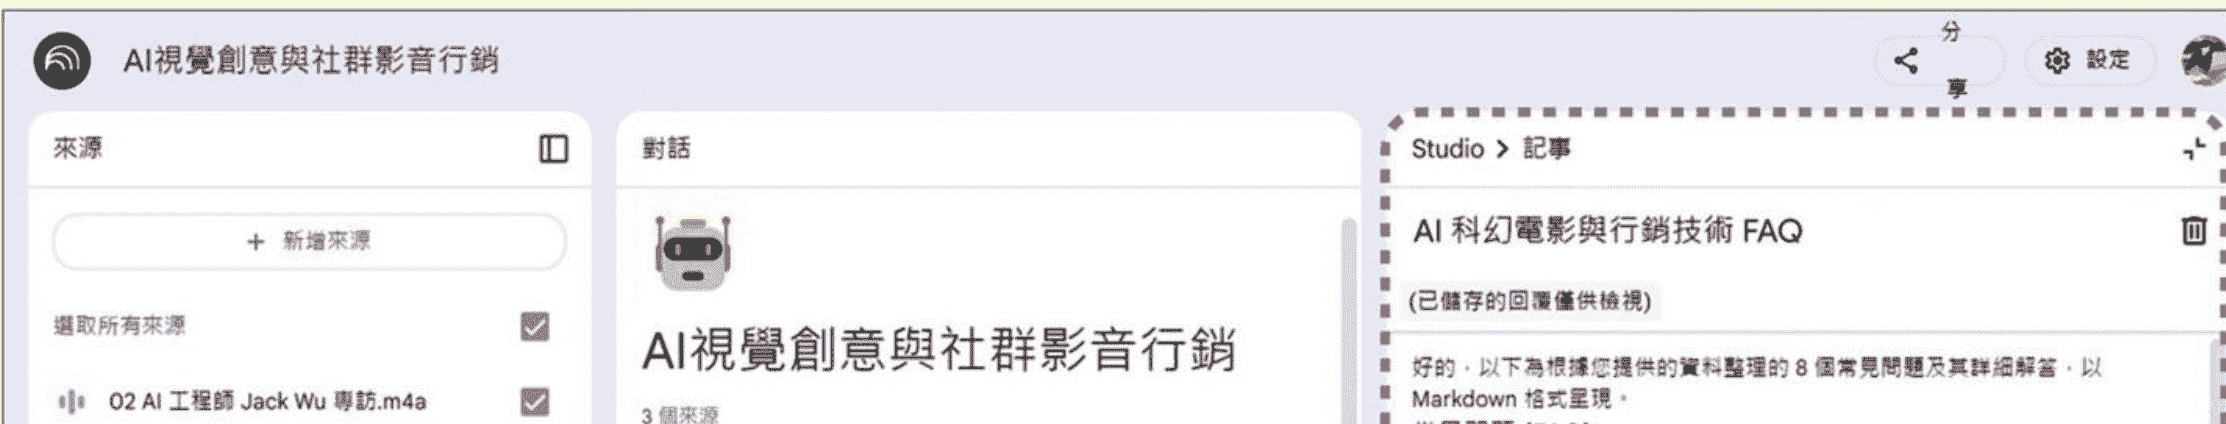 AI視覺創意與社群影音行銷
分享
設定
來源
新增來源
選取所有來源
02 AI 工程師 Jack Wu 專訪.m4a
對話
AI視覺創意與社群影音行銷
3 個來源
Studio > 記事
AI 科幻電影與行銷技術 FAQ
(已儲存的回覆僅供檢視)
好的,以下為根據您提供的資料整理的 8 個常見問題及其詳細解答,以
Markdown 格式呈現。